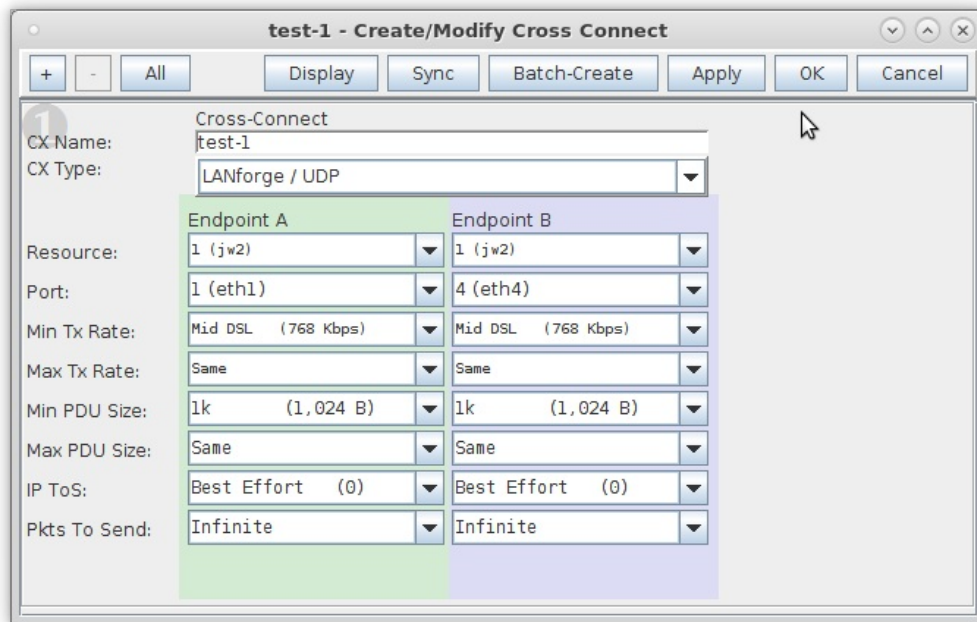 test-1 - Create/Modify Cross Connect
+ - All Display Sync Batch-Create Apply OK Cancel
1
Cross-Connect
CX Name: test-1
CX Type: LANforge / UDP
Endpoint A Endpoint B
Resource: 1 (jw2) 1 (jw2)
Port: 1 (eth1) 4 (eth4)
Min Tx Rate: Mid DSL (768 Kbps) Mid DSL (768 Kbps)
Max Tx Rate: Same Same
Min PDU Size: 1k (1,024 B) 1k (1,024 B)
Max PDU Size: Same Same
IP ToS: Best Effort (0) Best Effort (0)
Pkts To Send: Infinite Infinite